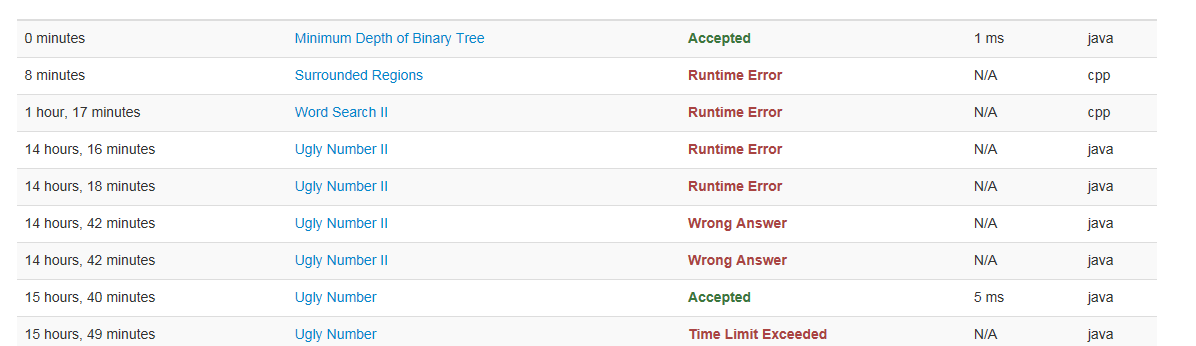 0 minutes Minimum Depth of Binary Tree Accepted 1 ms java
8 minutes Surrounded Regions Runtime Error N/A cpp
1 hour, 17 minutes Word Search II Runtime Error N/A cpp
14 hours, 16 minutes Ugly Number II Runtime Error N/A java
14 hours, 18 minutes Ugly Number II Runtime Error N/A java
14 hours, 42 minutes Ugly Number II Wrong Answer N/A java
14 hours, 42 minutes Ugly Number II Wrong Answer N/A java
15 hours, 40 minutes Ugly Number Accepted 5 ms java
15 hours, 49 minutes Ugly Number Time Limit Exceeded N/A java